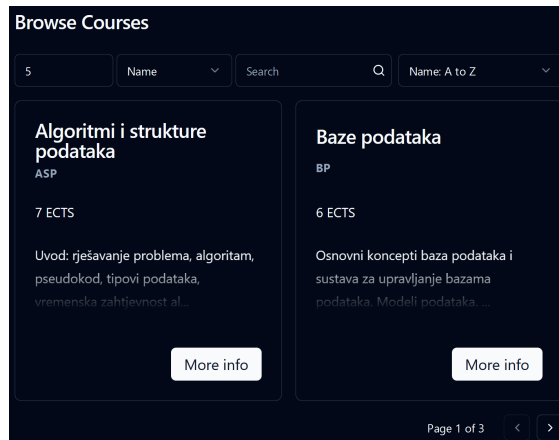 Browse Courses
5
Name
Search
Name: A to Z
Algoritmi i strukture
podataka
ASP
7 ECTS
Uvod: rješavanje problema, algoritam,
pseudokod, tipovi podataka,
vremenska zahtjevnost al...
More info
Baze podataka
BP
6 ECTS
Osnovni koncepti baza podataka i
sustava za upravljanje bazama
podataka. Modeli podataka. ...
More info
Page 1 of 3